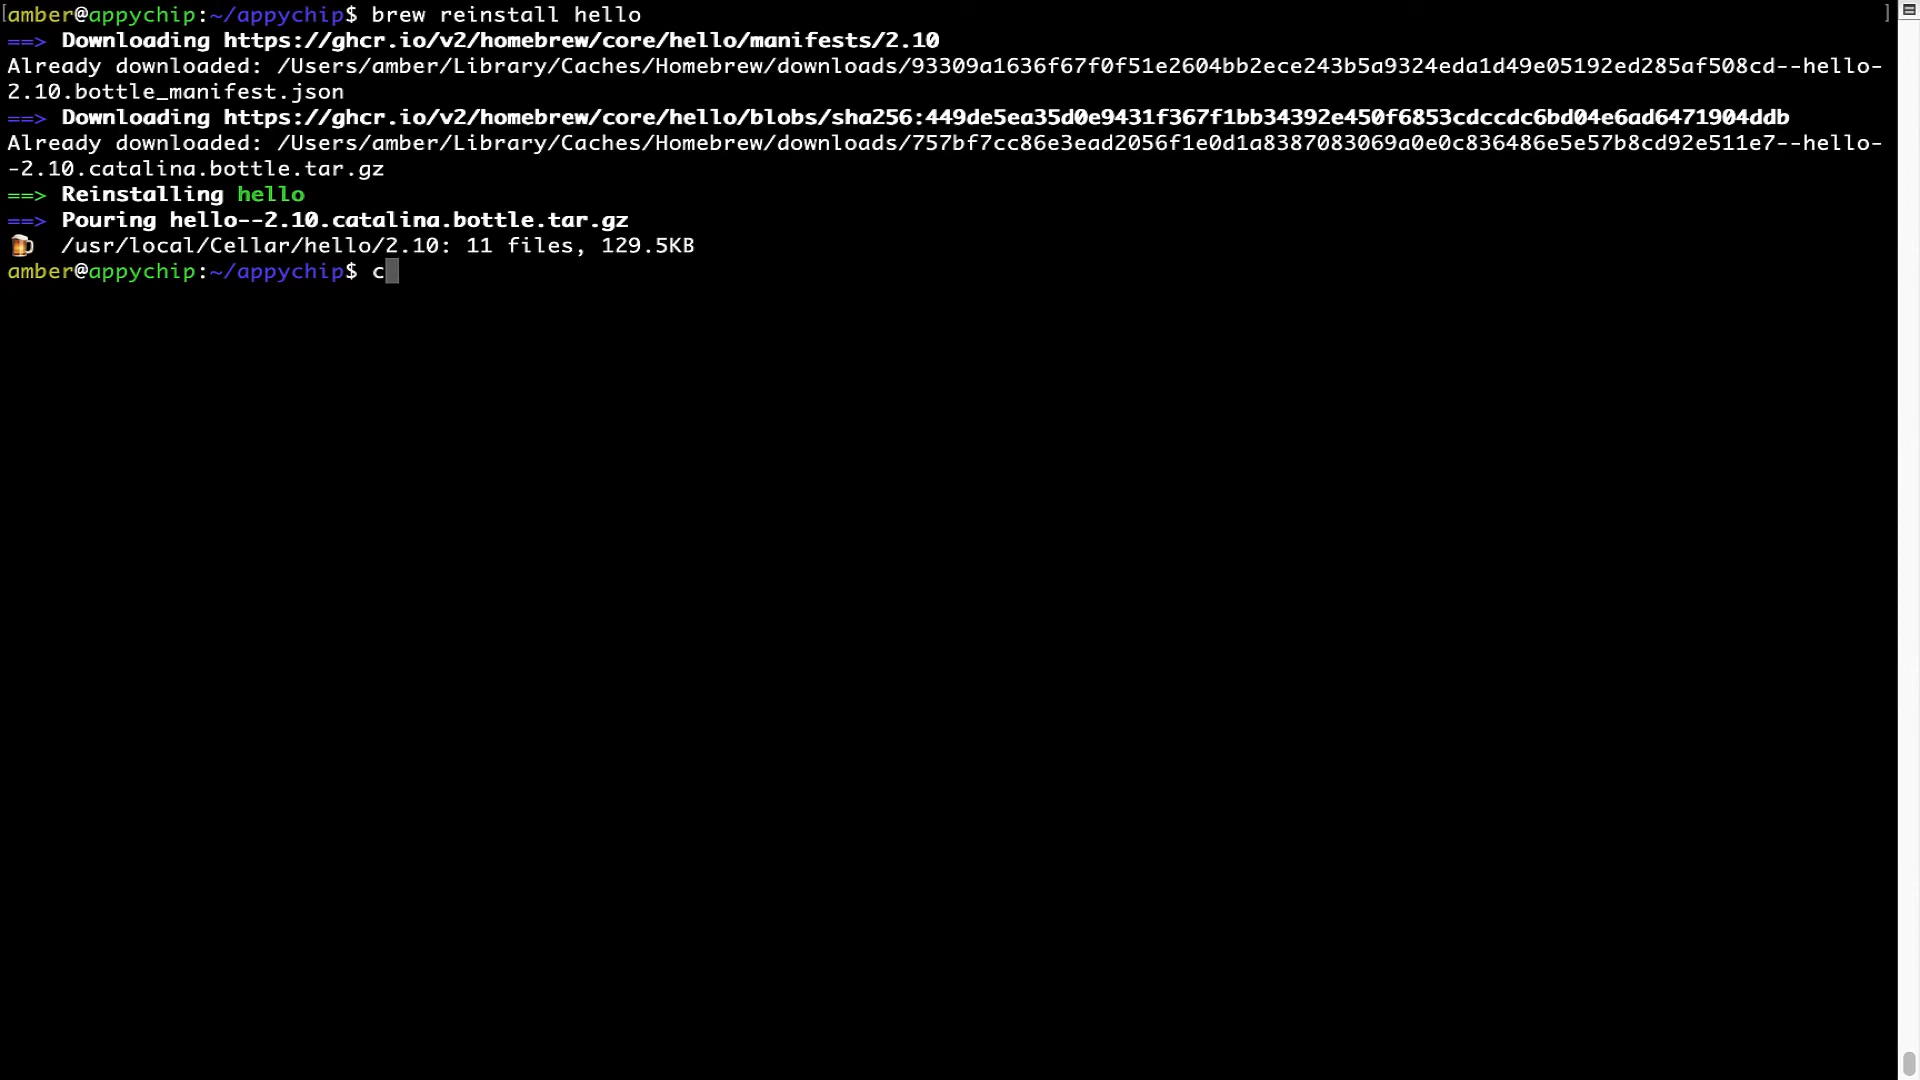 amber@appychip:~/appychip$ brew reinstall hello
==> Downloading https://ghcr.io/v2/homebrew/core/hello/manifests/2.10
Already downloaded: /Users/amber/Library/Caches/Homebrew/downloads/93309a1636f67f0f51e2604bb2ece243b5a9324eda1d49e05192ed285af508cd--hello-
2.10.bottle_manifest.json
==> Downloading https://ghcr.io/v2/homebrew/core/hello/blobs/sha256:449de5ea35d0e9431f367f1bb34392e450f6853cdccdc6bd04e6ad6471904ddb
Already downloaded: /Users/amber/Library/Caches/Homebrew/downloads/757bf7cc86e3ead2056f1e0d1a8387083069a0e0c836486e5e57b8cd92e511e7--hello-
-2.10.catalina.bottle.tar.gz
==> Reinstalling hello
==> Pouring hello--2.10.catalina.bottle.tar.gz
🍺 /usr/local/Cellar/hello/2.10: 11 files, 129.5KB
amber@appychip:~/appychip$ c